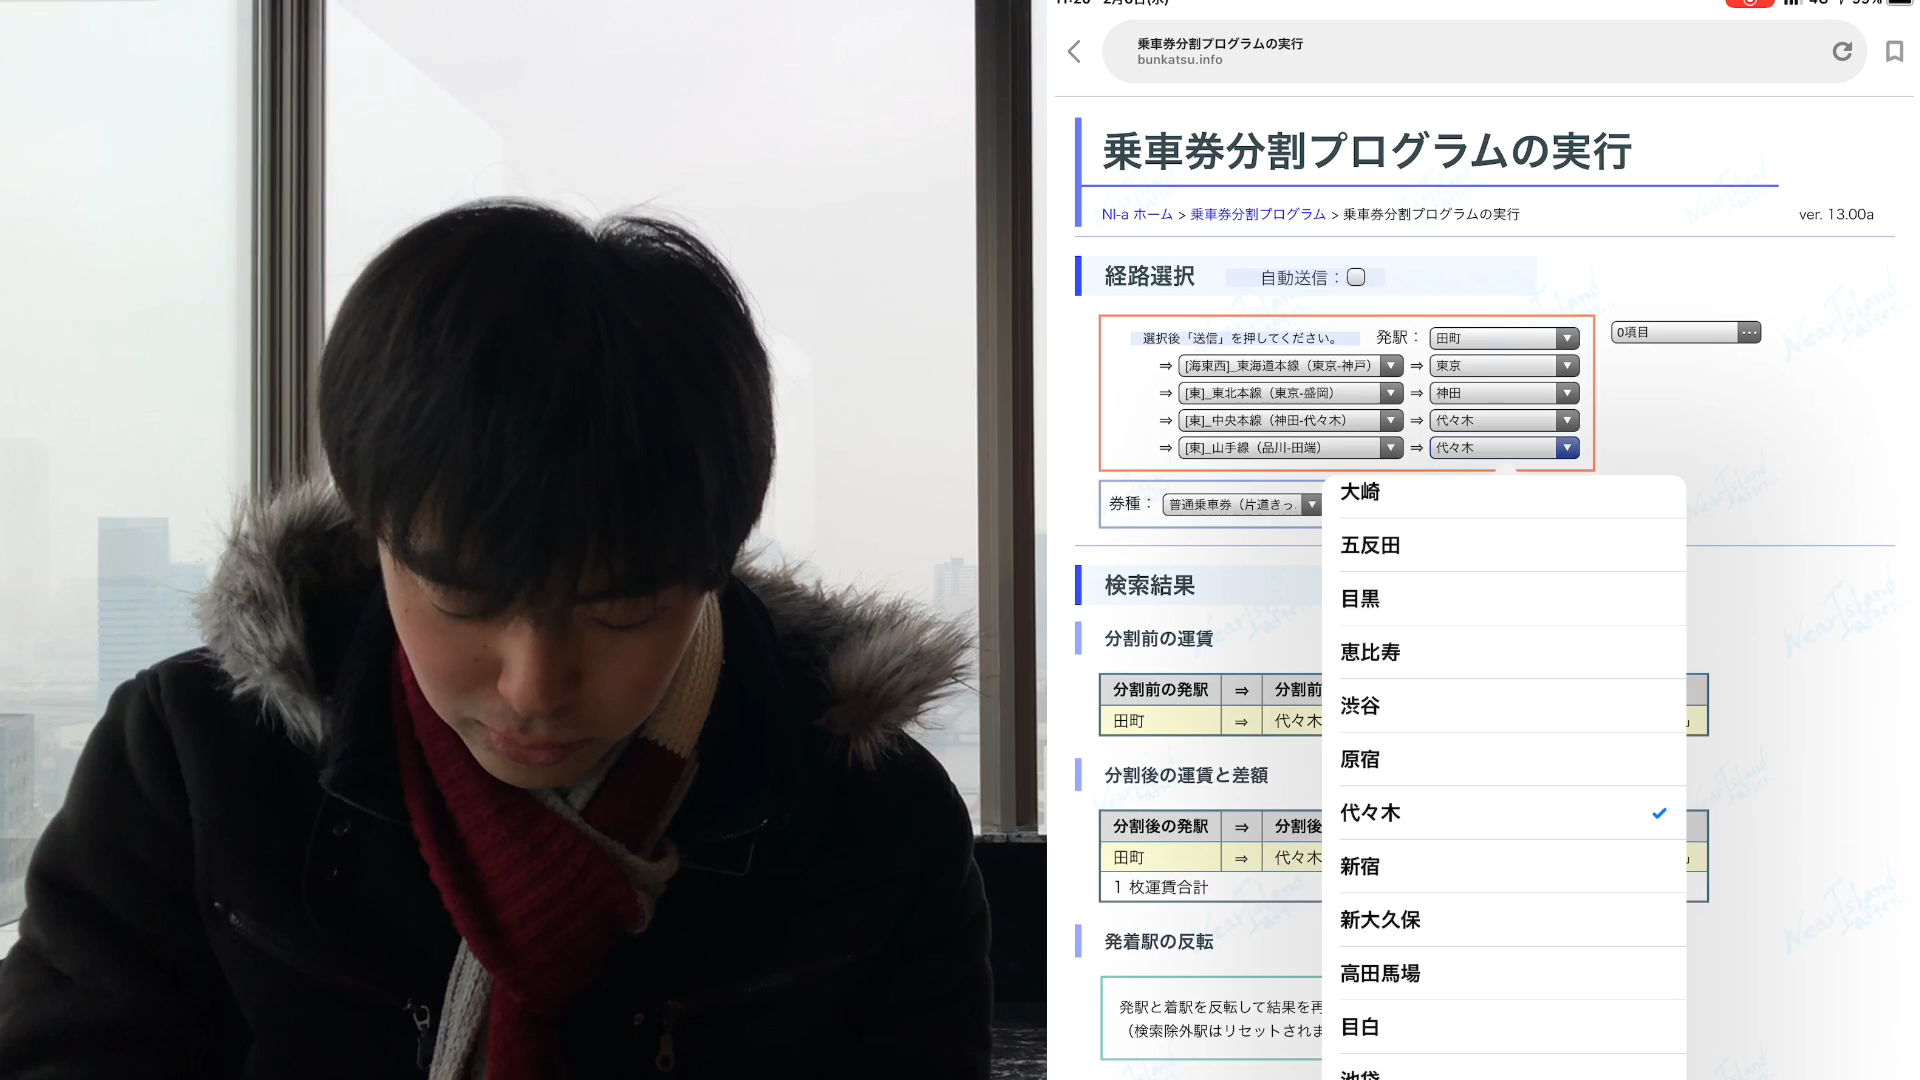 乗車券分割プログラムの実行
bunkatsu.info
乗車券分割プログラムの実行
NI-a ホーム > 乗車券分割プログラム > 乗車券分割プログラムの実行
ver. 13.00a
経路選択
自動送信：
選択後「送信」を押してください。 発駅： 田町
0項目
⇒ [海東西]_東海道本線（東京-神戸） ⇒ 東京
⇒ [東]_東北本線（東京-盛岡） ⇒ 神田
⇒ [東]_中央本線（神田-代々木） ⇒ 代々木
⇒ [東]_山手線（品川-田端） ⇒ 代々木
券種： 普通乗車券（片道きっ
大崎
五反田
目黒
恵比寿
渋谷
原宿
代々木
新宿
新大久保
高田馬場
目白
検索結果
分割前の運賃
分割前の発駅 ⇒ 分割前
田町 ⇒ 代々木
分割後の運賃と差額
分割後の発駅 ⇒ 分割後
田町 ⇒ 代々木
1 枚運賃合計
発着駅の反転
発駅と着駅を反転して結果を再
（検索除外駅はリセットされま